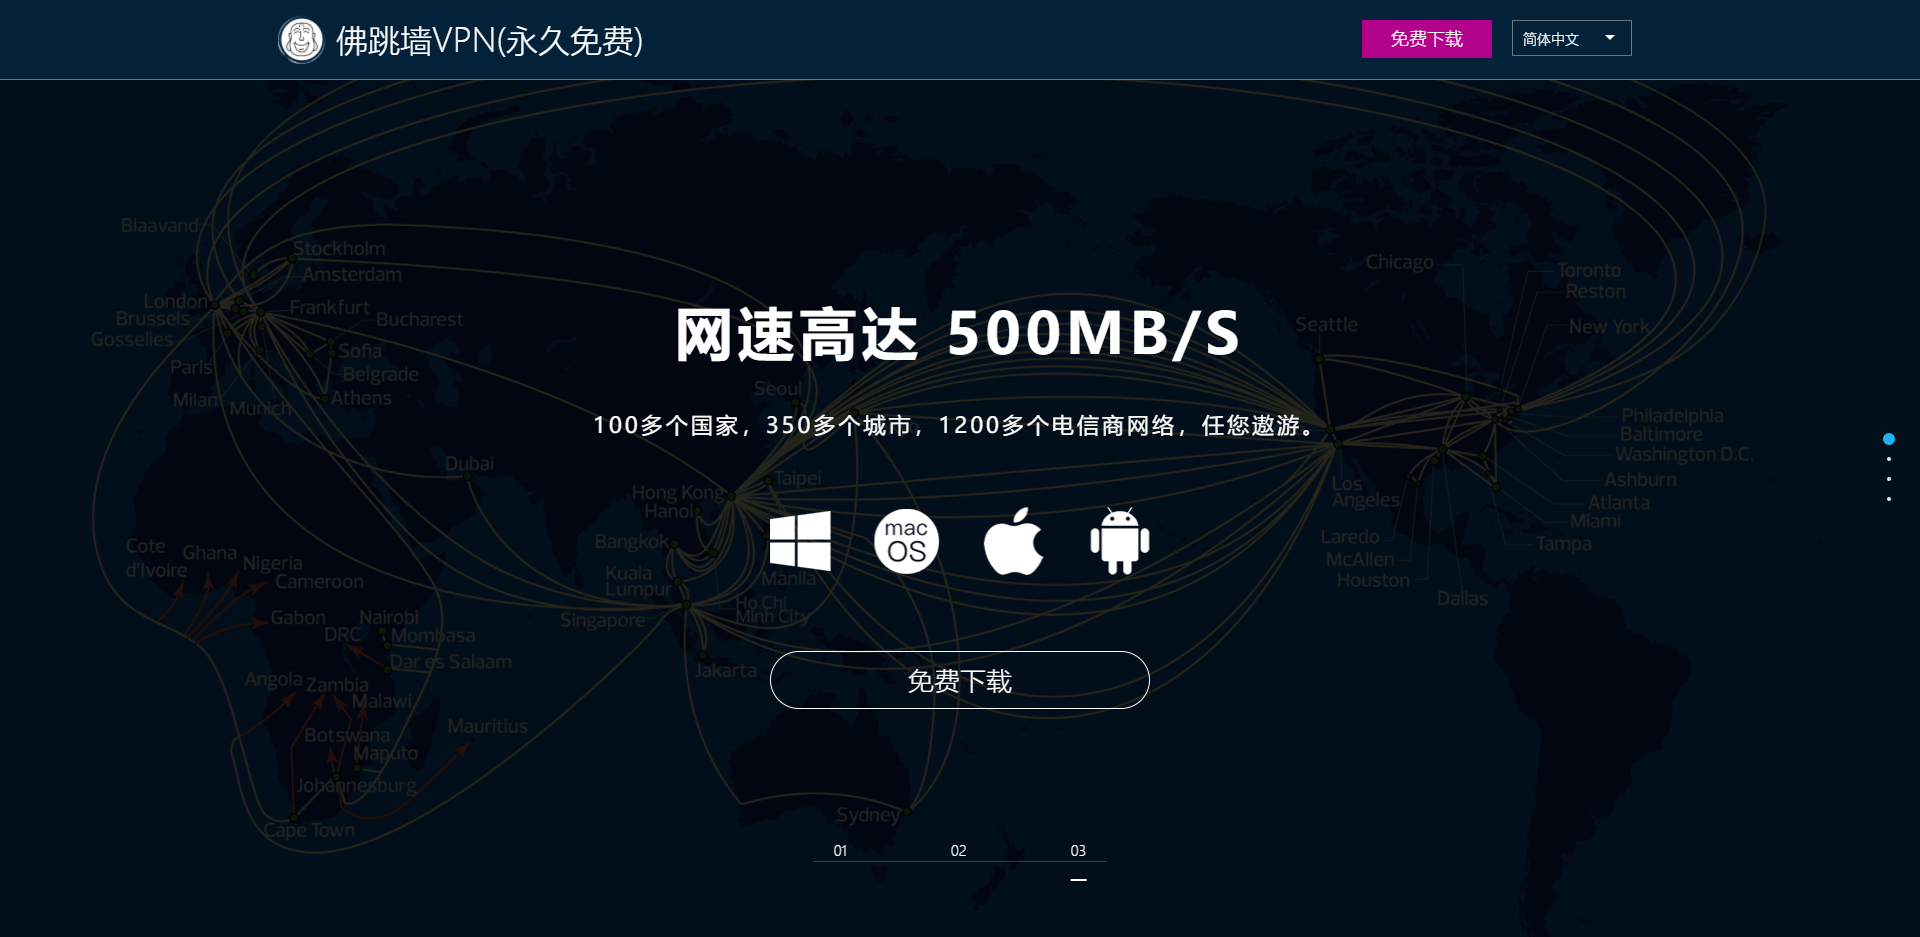 佛跳墙VPN(永久免费)
免费下载
简体中文
Blaavand
Stockholm
Amsterdam
London
Frankfurt
Brussels
Bucharest
Gosselles
Sofia
Paris
Belgrade
Milan
Munich
Athens
Dubai
Chicago
Toronto
Reston
Seattle
New York
Philadelphia
Baltimore
Washington D.C.
Los
Angeles
Ashburn
Atlanta
Miami
Laredo
Tampa
McAllen
Houston
Dallas
网速高达 500MB/S
Seoul
100多个国家，350多个城市，1200多个电信商网络，任您遨游。
Taipei
Hong Kong
Hanoi
mac
OS
Bangkok
Kuala
Lumpur
Manila
Ho Chi
Minh City
Singapore
Jakarta
免费下载
Cote
d'Ivoire
Ghana
Nigeria
Cameroon
Gabon
Nairobi
DRC
Mombasa
Dar es Salaam
Angola
Zambia
Malawi
Mauritius
Botswana
Maputo
Johannesburg
Cape Town
Sydney
01
02
03